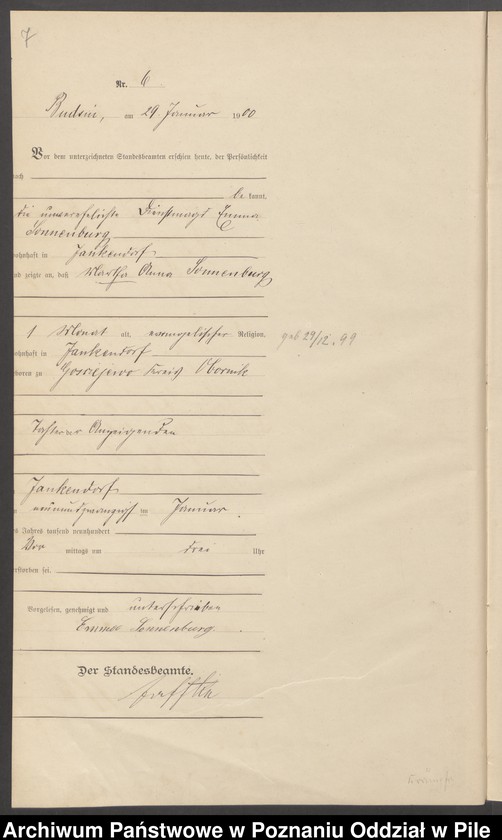 7
Nr. 6
Budsin, am 29. Januar 1900
Vor dem unterzeichneten Standesbeamten erschien heute, der Persönlichkeit
nach
be kannt,
die unverehelichte Dienstmagd Emma
Sonnenburg
wohnhaft in Jankendorf
und zeigte an, daß Martha Anna Sonnenburg
1 Monat alt, evangelischer Religion,
wohnhaft in Jankendorf
geboren zu Kreis Obornik
Tochter der Anzeigenden
Jankendorf
neunundzwanzigsten Januar
des Jahres tausend neunhundert
Vor mittags um drei Uhr
verstorben sei.
Vorgelesen, genehmigt und unterschrieben
Emma Sonnenburg.
Der Standesbeamte.
geb 29/12.99
Archiwum Państwowe w Poznaniu Oddział w Pile